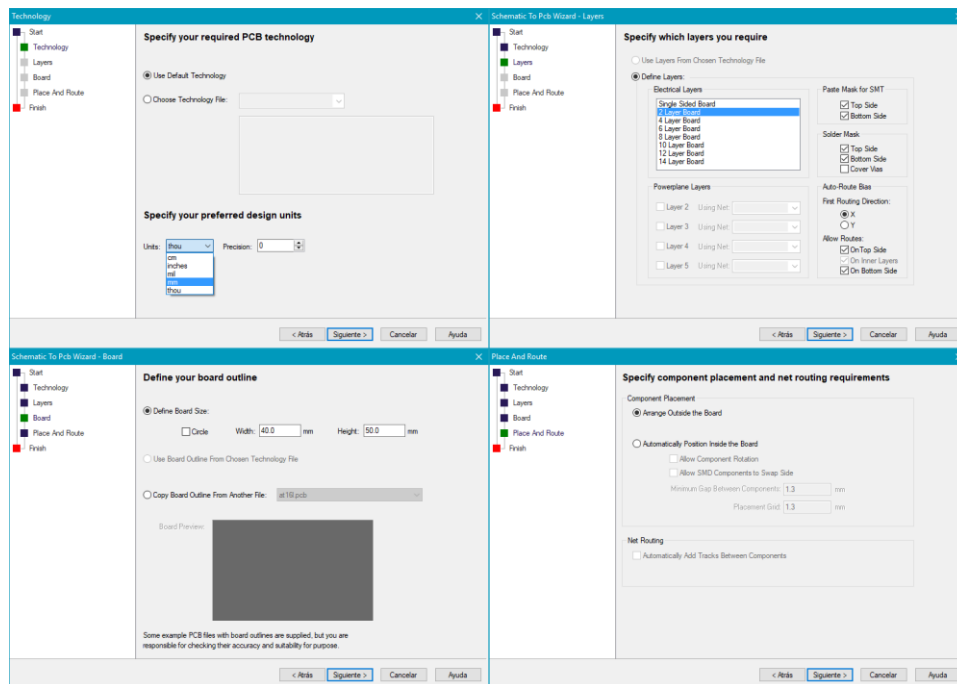 Technology
Start
Technology
Layers
Board
Place And Route
Finish
Specify your required PCB technology
Use Default Technology
Choose Technology File:
Specify your preferred design units
Units: thou Precision: 0
cm
inches
mil
mm
thou
< Atrás Siguiente > Cancelar Ayuda
Schematic To Pcb Wizard - Layers
Start
Technology
Layers
Board
Place And Route
Finish
Specify which layers you require
Use Layers From Chosen Technology File
Define Layers:
Electrical Layers
Single Sided Board
2 Layer Board
4 Layer Board
6 Layer Board
8 Layer Board
10 Layer Board
12 Layer Board
14 Layer Board
Paste Mask for SMT
Top Side
Bottom Side
Solder Mask
Top Side
Bottom Side
Cover Vias
Powerplane Layers
Layer 2 Using Net:
Layer 3 Using Net:
Layer 4 Using Net:
Layer 5 Using Net:
Auto-Route Bias
First Routing Direction:
X
Y
Allow Routes:
OnTop Side
On Inner Layers
On Bottom Side
< Atrás Siguiente > Cancelar Ayuda
Schematic To Pcb Wizard - Board
Start
Technology
Layers
Board
Place And Route
Finish
Define your board outline
Define Board Size:
Circle Width: 40.0 mm Height: 50.0 mm
Use Board Outline From Chosen Technology File
Copy Board Outline From Another File:
Board Preview:
Some example PCB files with board outlines are supplied, but you are
responsible for checking their accuracy and suitability for purpose.
< Atrás Siguiente > Cancelar Ayuda
Place And Route
Start
Technology
Layers
Board
Place And Route
Finish
Specify component placement and net routing requirements
Component Placement
Arrange Outside the Board
Automatically Position Inside the Board
Allow Component Rotation
Allow SMD Components to Swap Side
Minimum Gap Between Components: 1.3 mm
Placement Grid: 1.3 mm
Net Routing
Automatically Add Tracks Between Components
< Atrás Siguiente > Cancelar Ayuda